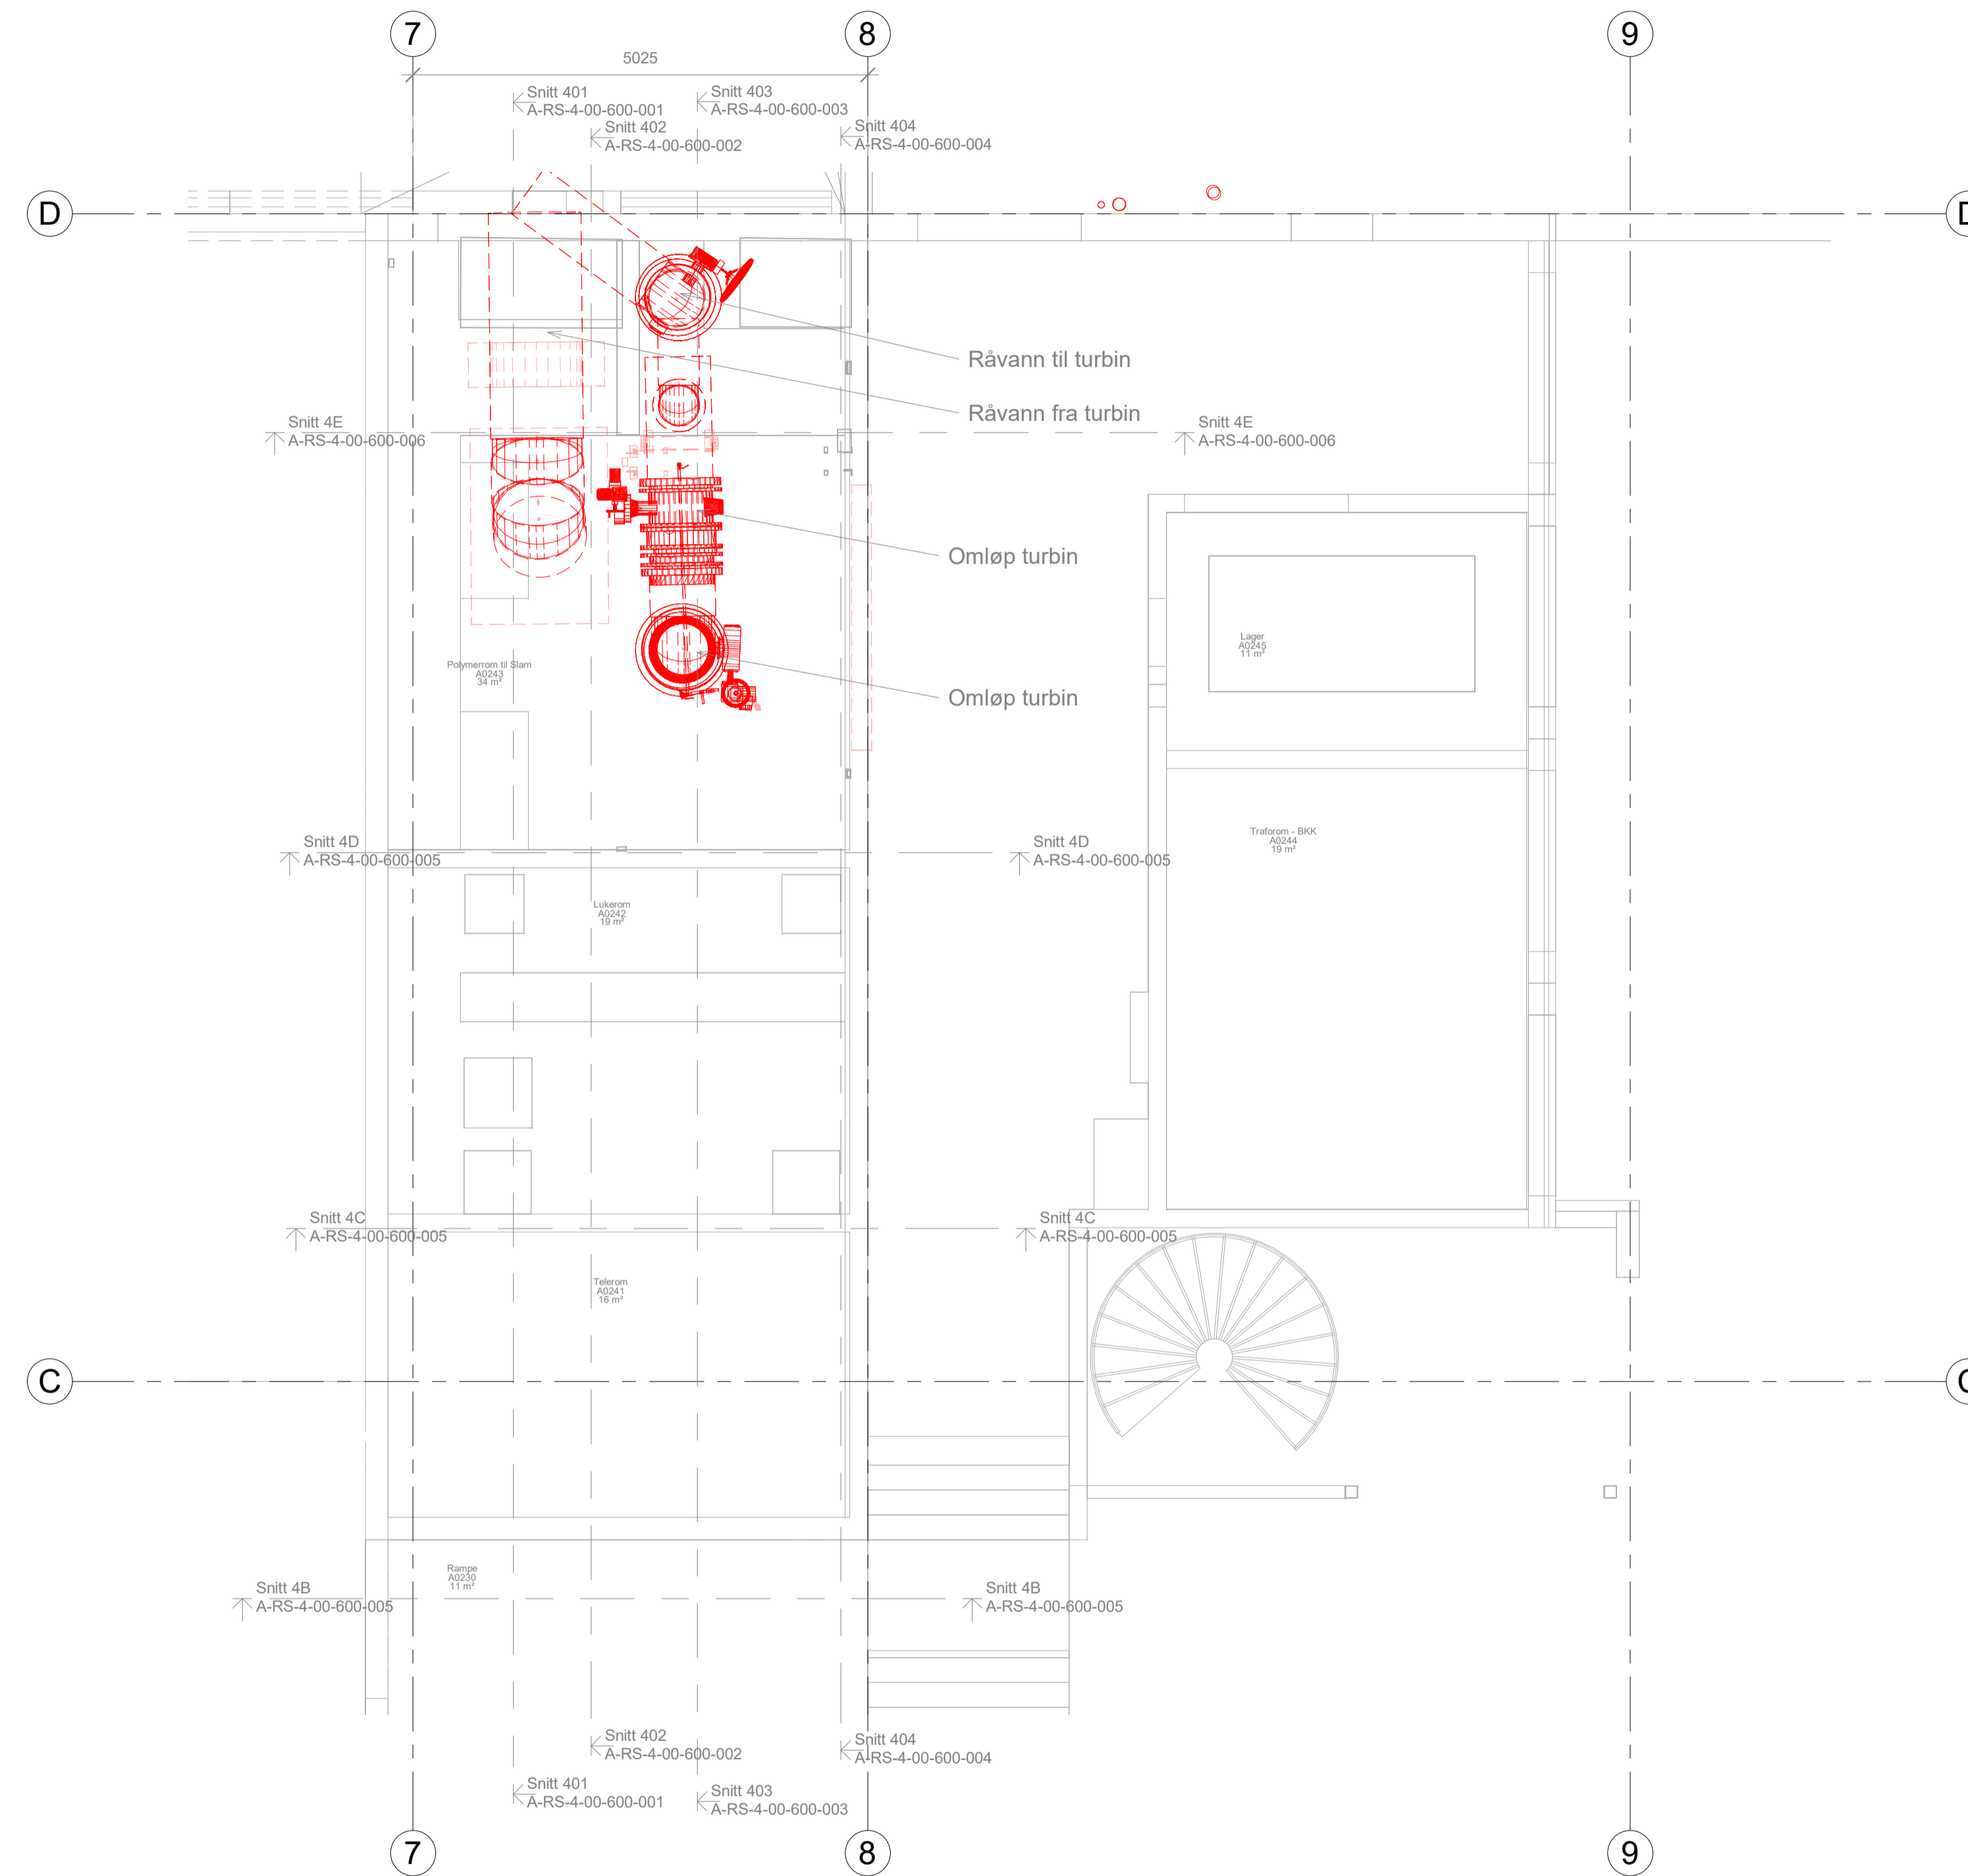 7
8
9
5025
Snitt 401
A-RS-4-00-600-001
Snitt 403
A-RS-4-00-600-003
Snitt 402
A-RS-4-00-600-002
Snitt 404
A-RS-4-00-600-004
D
D
Råvann til turbin
Råvann fra turbin
Snitt 4E
A-RS-4-00-600-006
Snitt 4E
A-RS-4-00-600-006
Omløp turbin
Lager
A0245
11 m²
Polymerrom til Slam
A0243
34 m²
Omløp turbin
Traforom - BKK
A0244
19 m²
Snitt 4D
A-RS-4-00-600-005
Snitt 4D
A-RS-4-00-600-005
Lukerom
A0242
19 m²
Snitt 4C
A-RS-4-00-600-005
Snitt 4C
A-RS-4-00-600-005
Telerom
A0241
16 m²
C
C
Rampe
A0230
11 m²
Snitt 4B
A-RS-4-00-600-005
Snitt 4B
A-RS-4-00-600-005
Snitt 402
A-RS-4-00-600-002
Snitt 404
A-RS-4-00-600-004
Snitt 401
A-RS-4-00-600-001
Snitt 403
A-RS-4-00-600-003
7
8
9